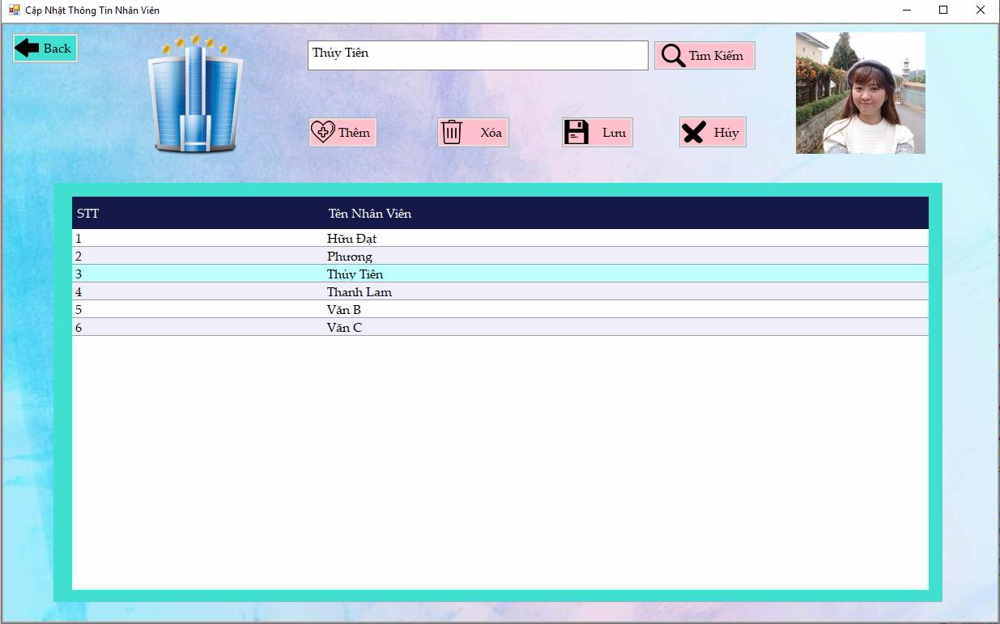 Cập Nhật Thông Tin Nhân Viên
Back
Thủy Tiên
Tìm Kiếm
Thêm Xóa Lưu Hủy
STT Tên Nhân Viên
1 Hữu Đạt
2 Phương
3 Thủy Tiên
4 Thanh Lam
5 Văn B
6 Văn C